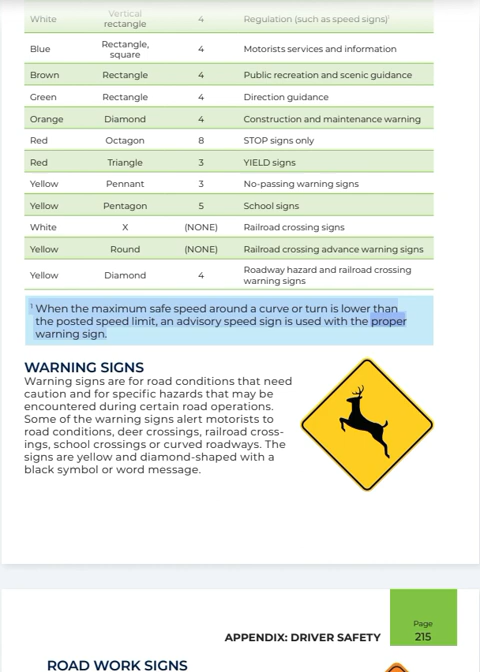 White Vertical rectangle 4 Regulation (such as speed signs)¹
Blue Rectangle, square 4 Motorists services and information
Brown Rectangle 4 Public recreation and scenic guidance
Green Rectangle 4 Direction guidance
Orange Diamond 4 Construction and maintenance warning
Red Octagon 8 STOP signs only
Red Triangle 3 YIELD signs
Yellow Pennant 3 No-passing warning signs
Yellow Pentagon 5 School signs
White X (NONE) Railroad crossing signs
Yellow Round (NONE) Railroad crossing advance warning signs
Yellow Diamond 4 Roadway hazard and railroad crossing warning signs
¹ When the maximum safe speed around a curve or turn is lower than
the posted speed limit, an advisory speed sign is used with the proper
warning sign.
WARNING SIGNS
Warning signs are for road conditions that need
caution and for specific hazards that may be
encountered during certain road operations.
Some of the warning signs alert motorists to
road conditions, deer crossings, railroad cross-
ings, school crossings or curved roadways. The
signs are yellow and diamond-shaped with a
black symbol or word message.
Page
APPENDIX: DRIVER SAFETY 215
ROAD WORK SIGNS